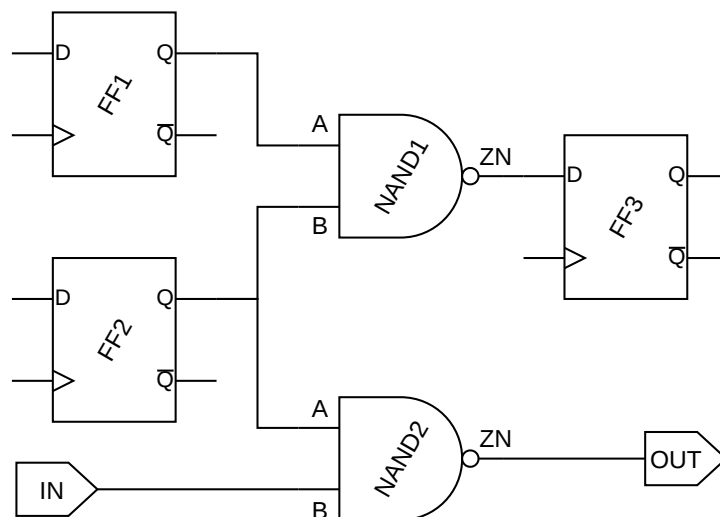 D
Q
FF1
Q̅
A
NAND1
B
ZN
D
Q
FF3
Q̅
D
Q
FF2
Q̅
A
NAND2
B
ZN
IN
OUT